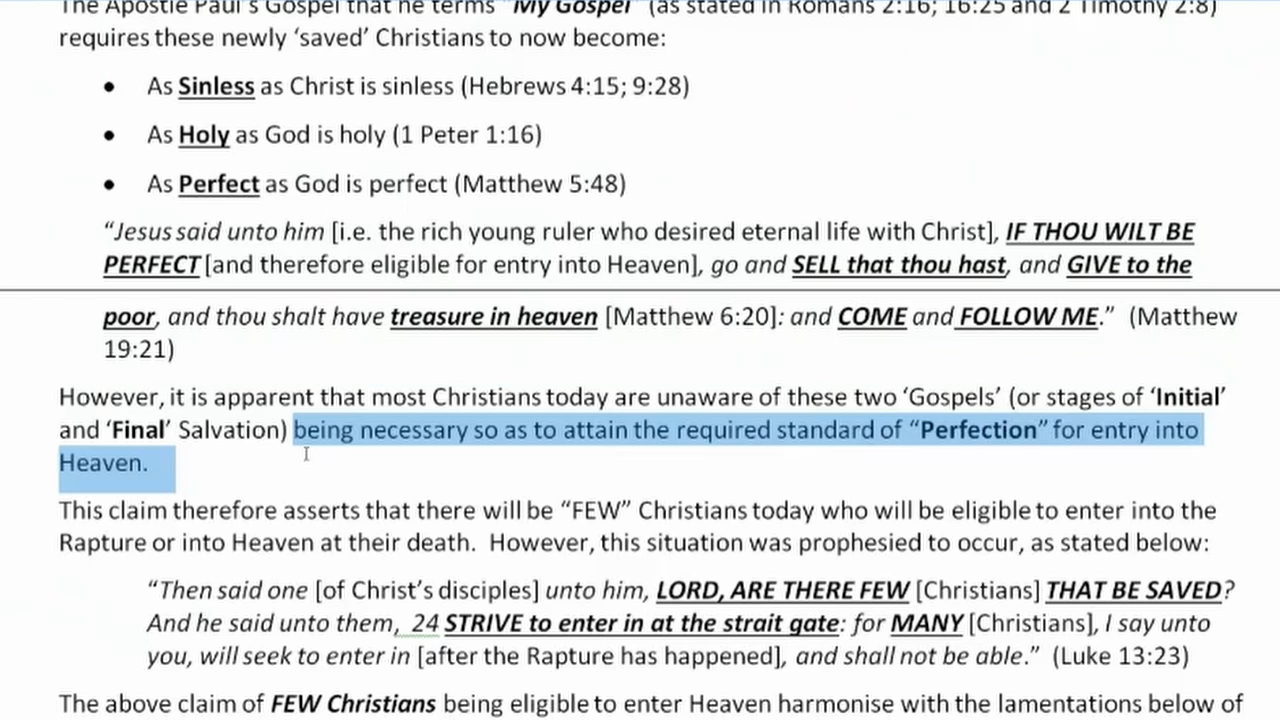 The Apostle Paul's Gospel that he terms "My Gospel" (as stated in Romans 2:16; 16:25 and 2 Timothy 2:8)
requires these newly 'saved' Christians to now become:
• As Sinless as Christ is sinless (Hebrews 4:15; 9:28)
• As Holy as God is holy (1 Peter 1:16)
• As Perfect as God is perfect (Matthew 5:48)
"Jesus said unto him [i.e. the rich young ruler who desired eternal life with Christ], IF THOU WILT BE
PERFECT [and therefore eligible for entry into Heaven], go and SELL that thou hast, and GIVE to the
poor, and thou shalt have treasure in heaven [Matthew 6:20]: and COME and FOLLOW ME." (Matthew
19:21)
However, it is apparent that most Christians today are unaware of these two 'Gospels' (or stages of 'Initial'
and 'Final' Salvation) being necessary so as to attain the required standard of "Perfection" for entry into
Heaven.
This claim therefore asserts that there will be "FEW" Christians today who will be eligible to enter into the
Rapture or into Heaven at their death. However, this situation was prophesied to occur, as stated below:
"Then said one [of Christ's disciples] unto him, LORD, ARE THERE FEW [Christians] THAT BE SAVED?
And he said unto them, 24 STRIVE to enter in at the strait gate: for MANY [Christians], I say unto
you, will seek to enter in [after the Rapture has happened], and shall not be able." (Luke 13:23)
The above claim of FEW Christians being eligible to enter Heaven harmonise with the lamentations below of